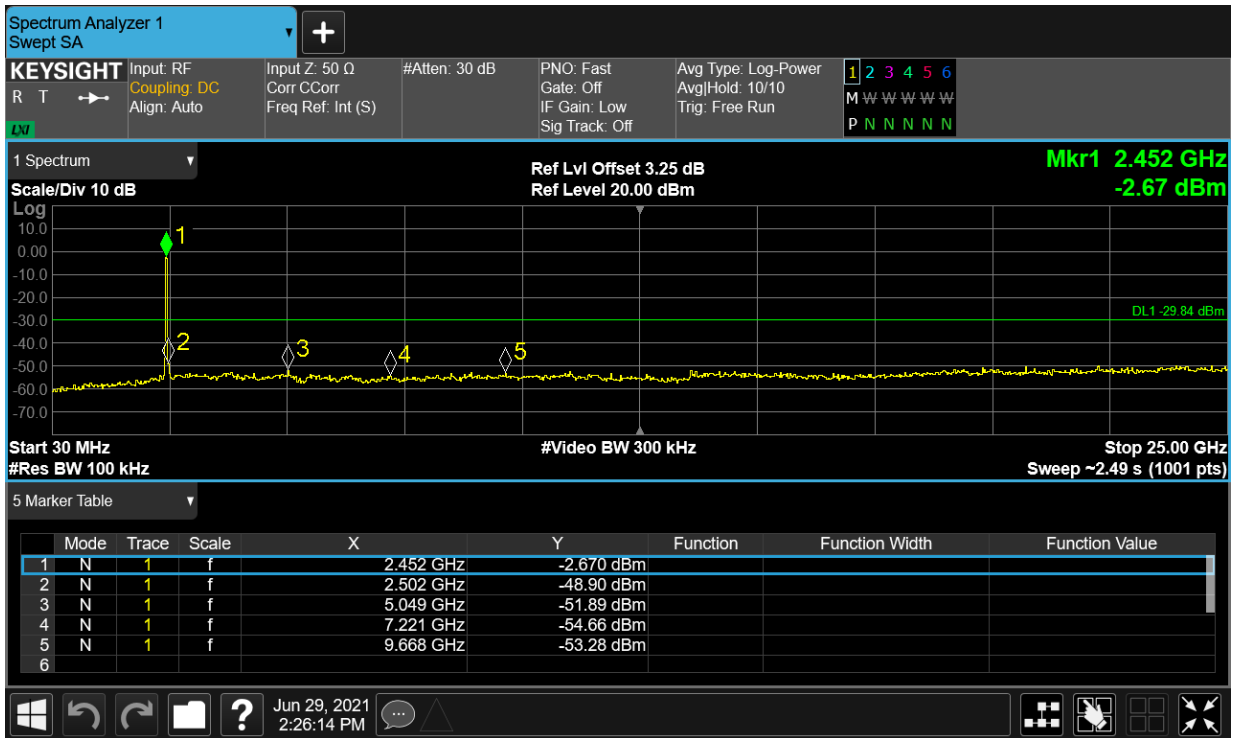 Spectrum Analyzer 1
Swept SA
+
KEYSIGHT
R T
LXI
Input: RF
Coupling: DC
Align: Auto
Input Z: 50 Ω
Corr CCorr
Freq Ref: Int (S)
#Atten: 30 dB
PNO: Fast
Gate: Off
IF Gain: Low
Sig Track: Off
Avg Type: Log-Power
Avg|Hold: 10/10
Trig: Free Run
1 2 3 4 5 6
M W W W W W
P N N N N N
1 Spectrum
Scale/Div 10 dB
Ref Lvl Offset 3.25 dB
Ref Level 20.00 dBm
Mkr1 2.452 GHz
-2.67 dBm
Log
10.0
0.00
-10.0
-20.0
-30.0
-40.0
-50.0
-60.0
-70.0
1
2
3
4
5
DL1 -29.84 dBm
Start 30 MHz
#Res BW 100 kHz
#Video BW 300 kHz
Stop 25.00 GHz
Sweep ~2.49 s (1001 pts)
5 Marker Table
Mode Trace Scale X Y Function Function Width Function Value
1 N 1 f 2.452 GHz -2.670 dBm
2 N 1 f 2.502 GHz -48.90 dBm
3 N 1 f 5.049 GHz -51.89 dBm
4 N 1 f 7.221 GHz -54.66 dBm
5 N 1 f 9.668 GHz -53.28 dBm
6
?
Jun 29, 2021
2:26:14 PM